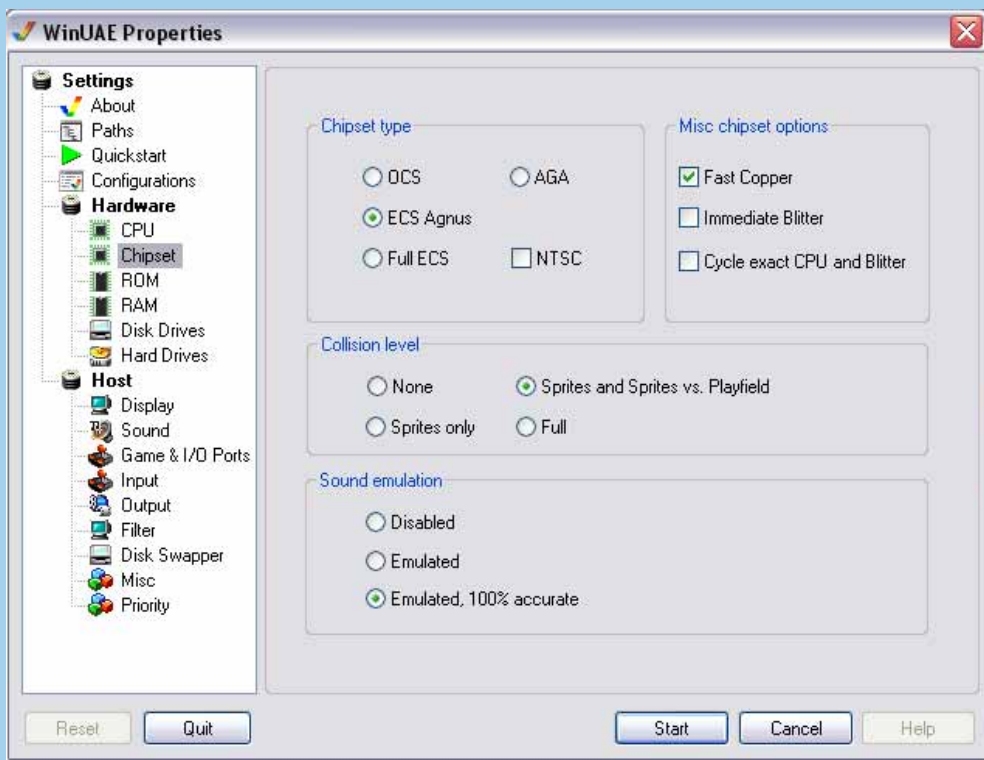 WinUAE Properties
Settings
About
Paths
Quickstart
Configurations
Hardware
CPU
Chipset
ROM
RAM
Disk Drives
Hard Drives
Host
Display
Sound
Game & I/O Ports
Input
Output
Filter
Disk Swapper
Misc
Priority
Chipset type
OCS
AGA
ECS Agnus
Full ECS
NTSC
Misc chipset options
Fast Copper
Immediate Blitter
Cycle exact CPU and Blitter
Collision level
None
Sprites and Sprites vs. Playfield
Sprites only
Full
Sound emulation
Disabled
Emulated
Emulated, 100% accurate
Reset
Quit
Start
Cancel
Help